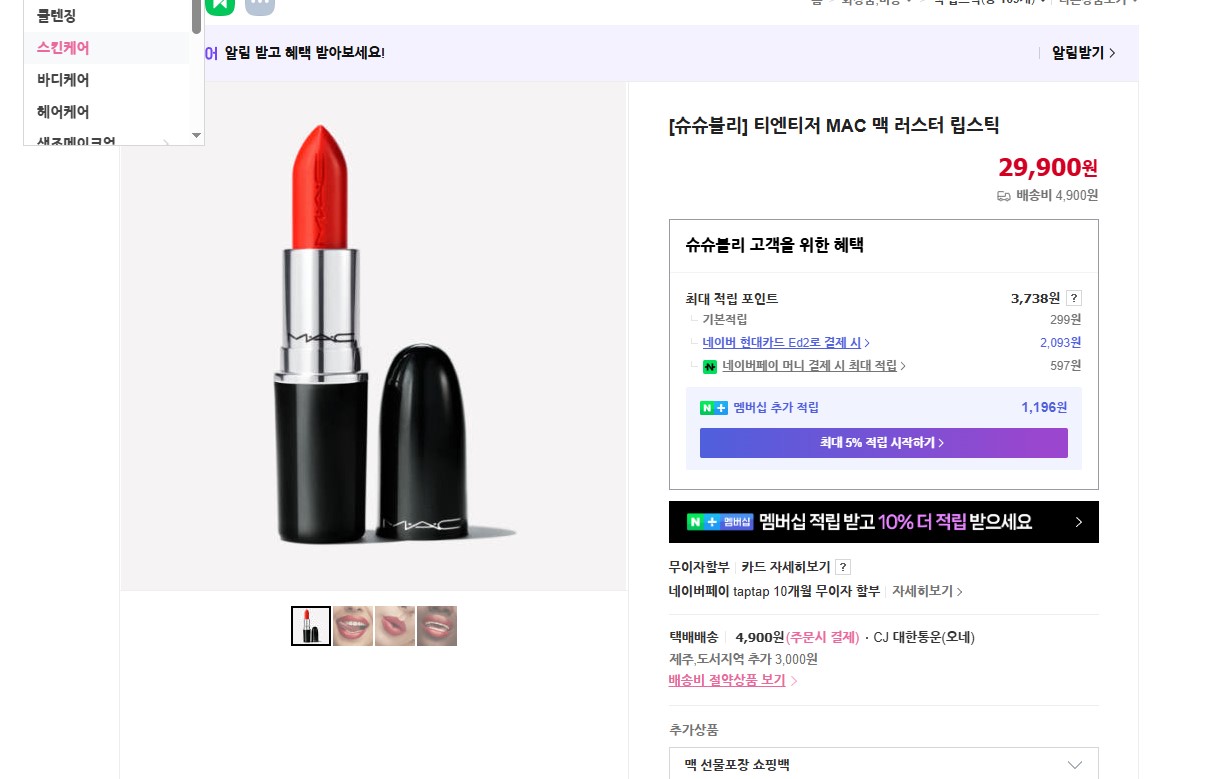 클렌징
스킨케어
바디케어
헤어케어
색조메이크업
어 알림 받고 혜택 받아보세요!
알림받기
MAC
MAC
MAC
[슈슈블리] 티엔티저 MAC 맥 러스터 립스틱
29,900원
배송비 4,900원
슈슈블리 고객을 위한 혜택
최대 적립 포인트 3,738원 ?
기본적립 299원
네이버 현대카드 Ed2로 결제 시 2,093원
네이버페이 머니 결제 시 최대 적립 597원
N+ 멤버십 추가 적립 1,196원
최대 5% 적립 시작하기
N+ 멤버십 멤버십 적립 받고 10% 더 적립 받으세요
무이자할부 카드 자세히보기 ?
네이버페이 taptap 10개월 무이자 할부 자세히보기
택배배송 4,900원(주문시 결제) · CJ 대한통운(오네)
제주,도서지역 추가 3,000원
배송비 절약상품 보기
추가상품
맥 선물포장 쇼핑백